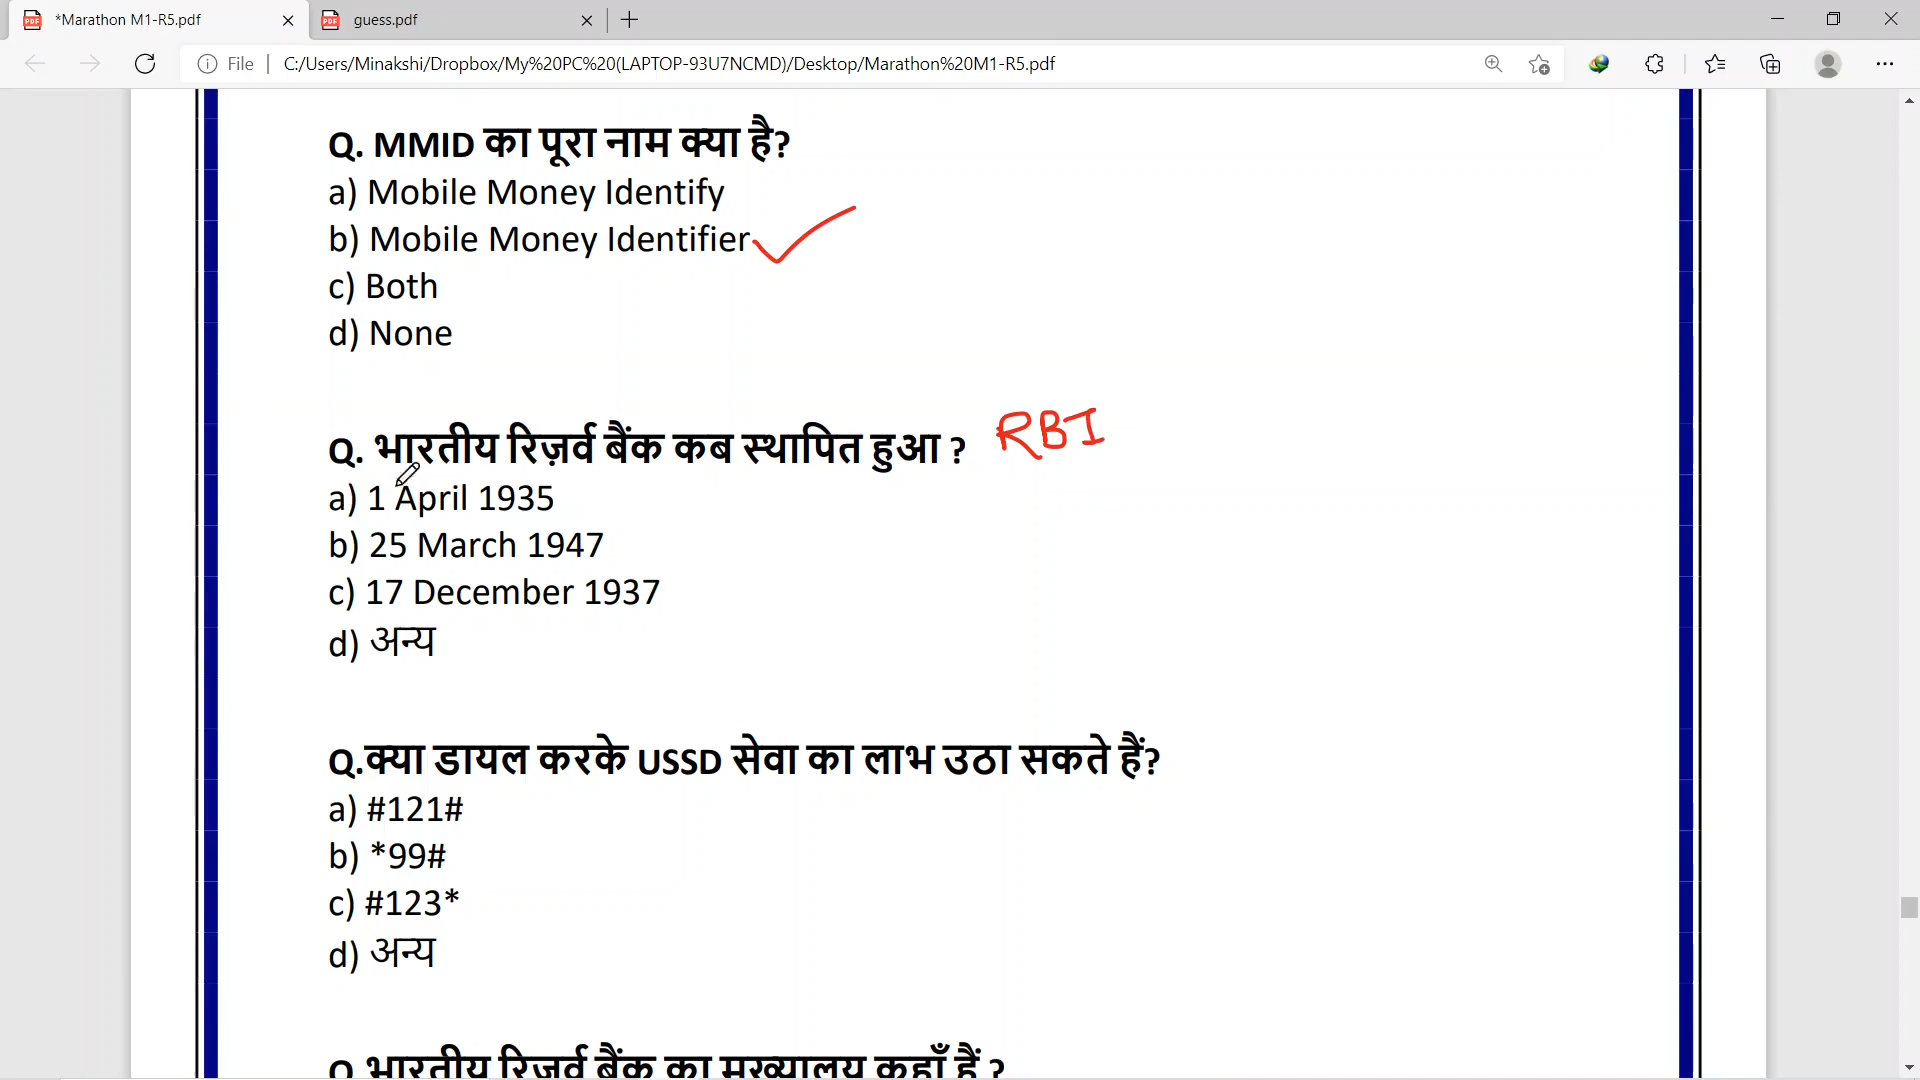 *Marathon M1-R5.pdf
guess.pdf
File
C:/Users/Minakshi/Dropbox/My%20PC%20(LAPTOP-93U7NCMD)/Desktop/Marathon%20M1-R5.pdf
Q. MMID का पूरा नाम क्या है?
a) Mobile Money Identify
b) Mobile Money Identifier
c) Both
d) None
Q. भारतीय रिज़र्व बैंक कब स्थापित हुआ ? RBI
a) 1 April 1935
b) 25 March 1947
c) 17 December 1937
d) अन्य
Q.क्या डायल करके USSD सेवा का लाभ उठा सकते हैं?
a) #121#
b) *99#
c) #123*
d) अन्य
Q भारतीय रिजर्व बैंक का मुख्यालय कहाँ हैं ?